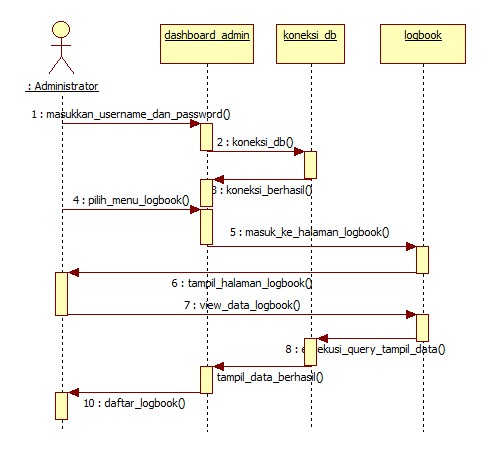 dashboard_admin
koneksi_db
logbook
: Administrator
1 : masukkan_username_dan_password()
2 : koneksi_db()
3 : koneksi_berhasil()
4 : pilih_menu_logbook()
5 : masuk_ke_halaman_logbook()
6 : tampil_halaman_logbook()
7 : view_data_logbook()
8 : eksekusi_query_tampil_data()
tampil_data_berhasil()
10 : daftar_logbook()